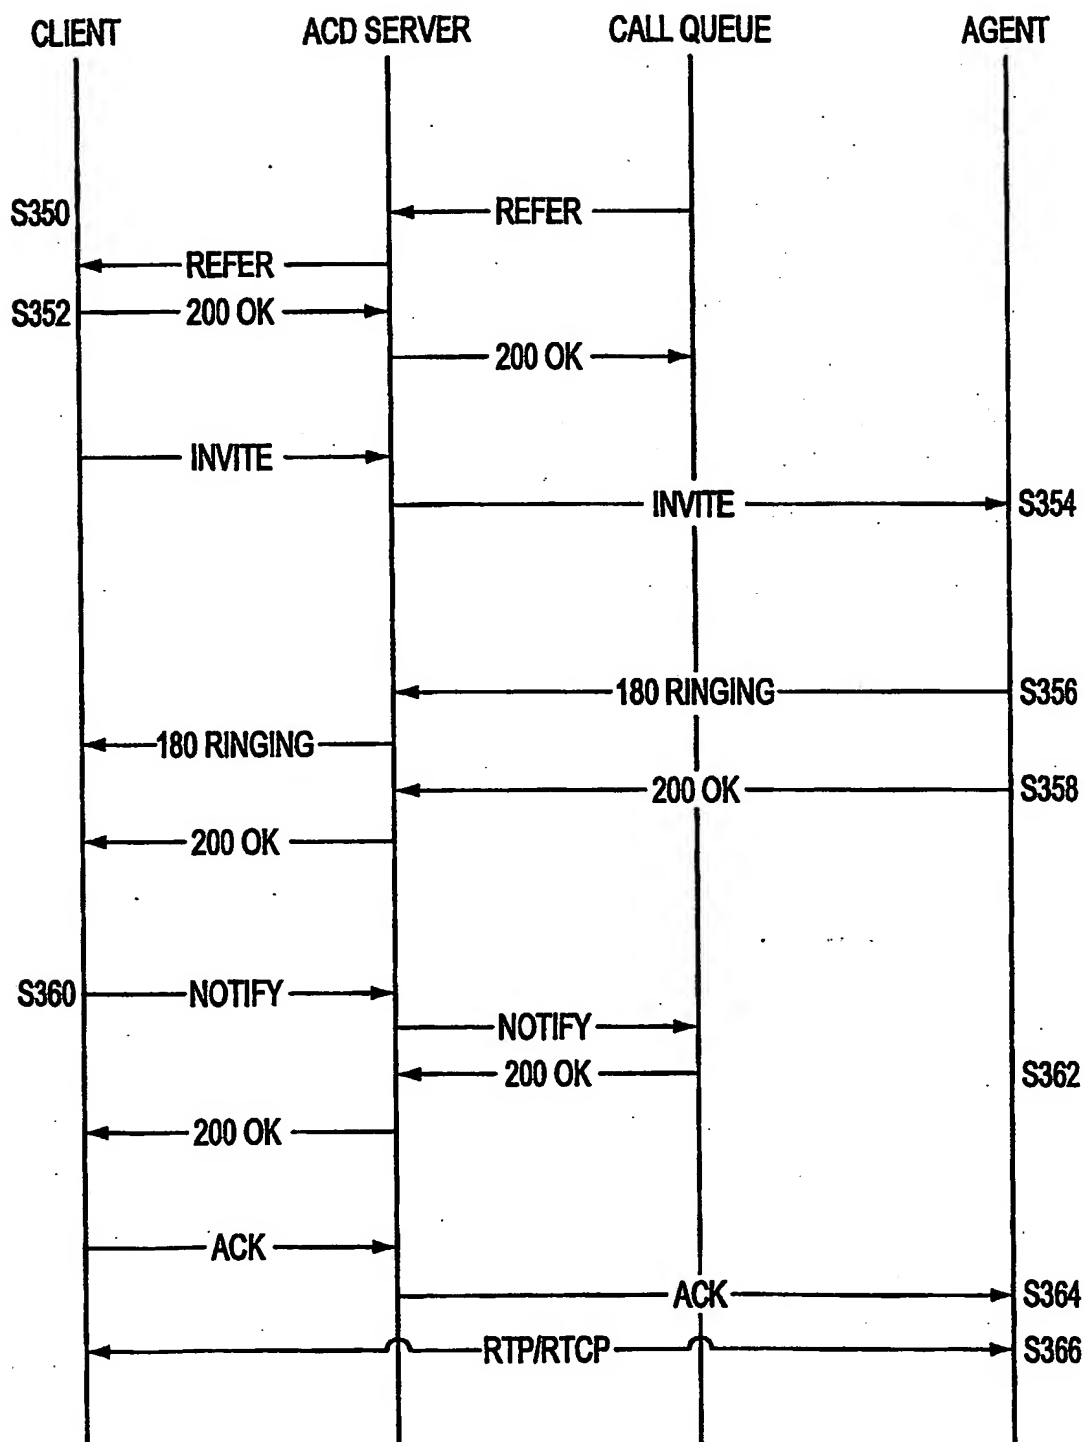 CLIENT ACD SERVER CALL QUEUE AGENT
S350 REFER
REFER
S352 200 OK
200 OK
INVITE
INVITE S354
180 RINGING S356
180 RINGING
200 OK S358
200 OK
S360 NOTIFY
NOTIFY
200 OK S362
200 OK
ACK
ACK S364
RTP/RTCP S366